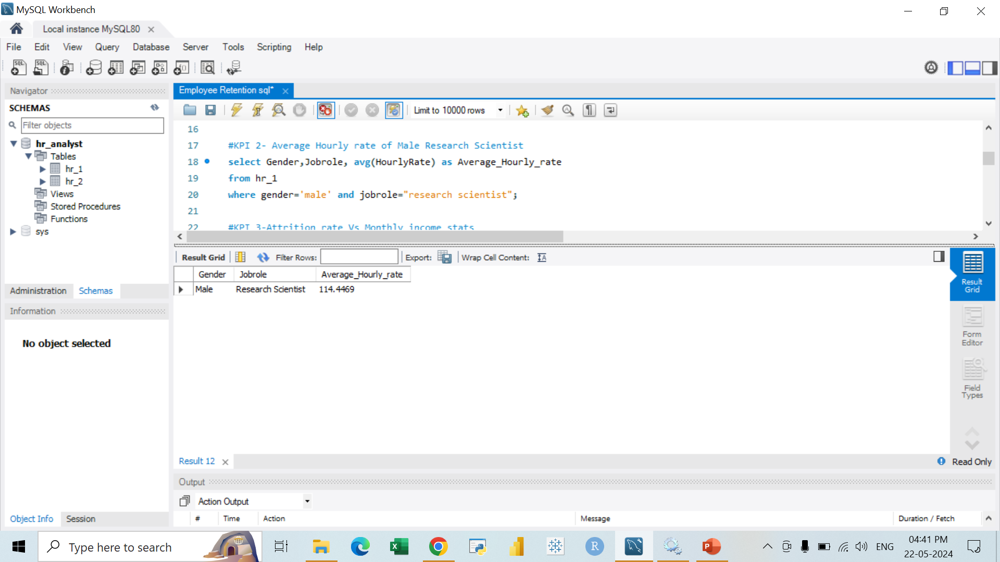 MySQL Workbench
Local instance MySQL80
File Edit View Query Database Server Tools Scripting Help
Navigator
SCHEMAS
Filter objects
hr_analyst
Tables
hr_1
hr_2
Views
Stored Procedures
Functions
sys
Administration Schemas
Information
No object selected
Object Info Session
Employee Retention sql*
Limit to 10000 rows
16
17 #KPI 2- Average Hourly rate of Male Research Scientist
18 select Gender,Jobrole, avg(HourlyRate) as Average_Hourly_rate
19 from hr_1
20 where gender='male' and jobrole="research scientist";
21
22 #KPI 3-Attrition rate Vs Monthly income stats
Result Grid Filter Rows: Export: Wrap Cell Content:
Gender Jobrole Average_Hourly_rate
Male Research Scientist 114.4469
Result Grid
Form Editor
Field Types
Result 12
Read Only
Output
Action Output
# Time Action Message Duration / Fetch
Type here to search
ENG
04:41 PM
22-05-2024